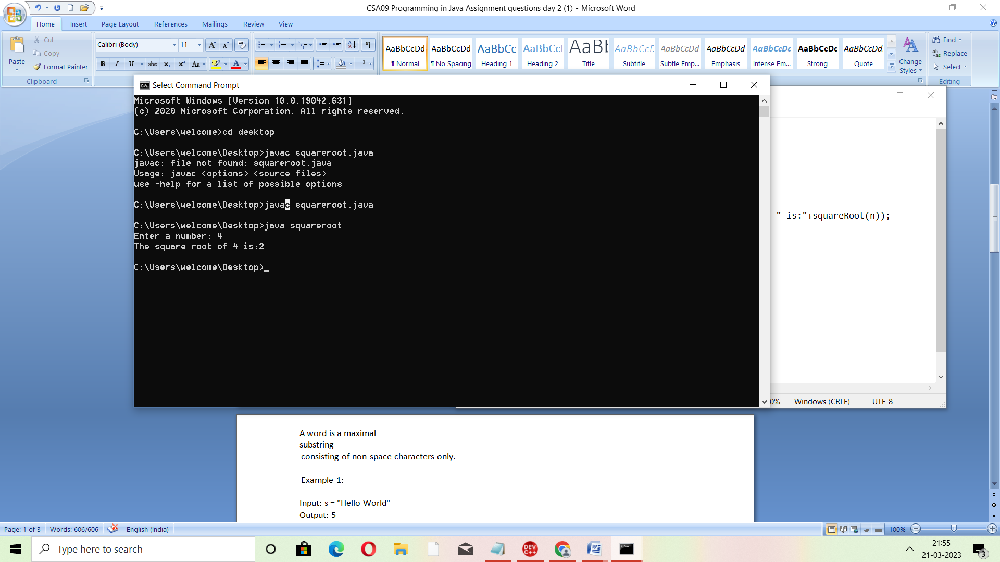 CSA09 Programming in Java Assignment questions day 2 (1) - Microsoft Word
Home Insert Page Layout References Mailings Review View
Paste
Cut
Copy
Format Painter
Clipboard
Calibri (Body) 11
AaBbCcDd AaBbCcDd AaBbCc AaBbCcI AaBb AaBbCcD AaBbCcDd AaBbCcDd AaBbCcDd AaBbCcDd AaBbCcDd
¶ Normal ¶ No Spacing Heading 1 Heading 2 Title Subtitle Subtle Emp... Emphasis Intense Em... Strong Quote
Change
Styles
Find
Replace
Select
Editing
Select Command Prompt
Microsoft Windows [Version 10.0.19042.631]
(c) 2020 Microsoft Corporation. All rights reserved.
C:\Users\welcome>cd desktop
C:\Users\welcome\Desktop>javac squareroot.java
javac: file not found: squareroot.java
Usage: javac <options> <source files>
use -help for a list of possible options
C:\Users\welcome\Desktop>javac squareroot.java
C:\Users\welcome\Desktop>java squareroot
Enter a number: 4
The square root of 4 is:2
C:\Users\welcome\Desktop>
" is:"+squareRoot(n));
0% Windows (CRLF) UTF-8
A word is a maximal
substring
consisting of non-space characters only.
Example 1:
Input: s = "Hello World"
Output: 5
Page: 1 of 3 Words: 606/606 English (India) 100%
Type here to search
DEV
C++
21:55
21-03-2023
3